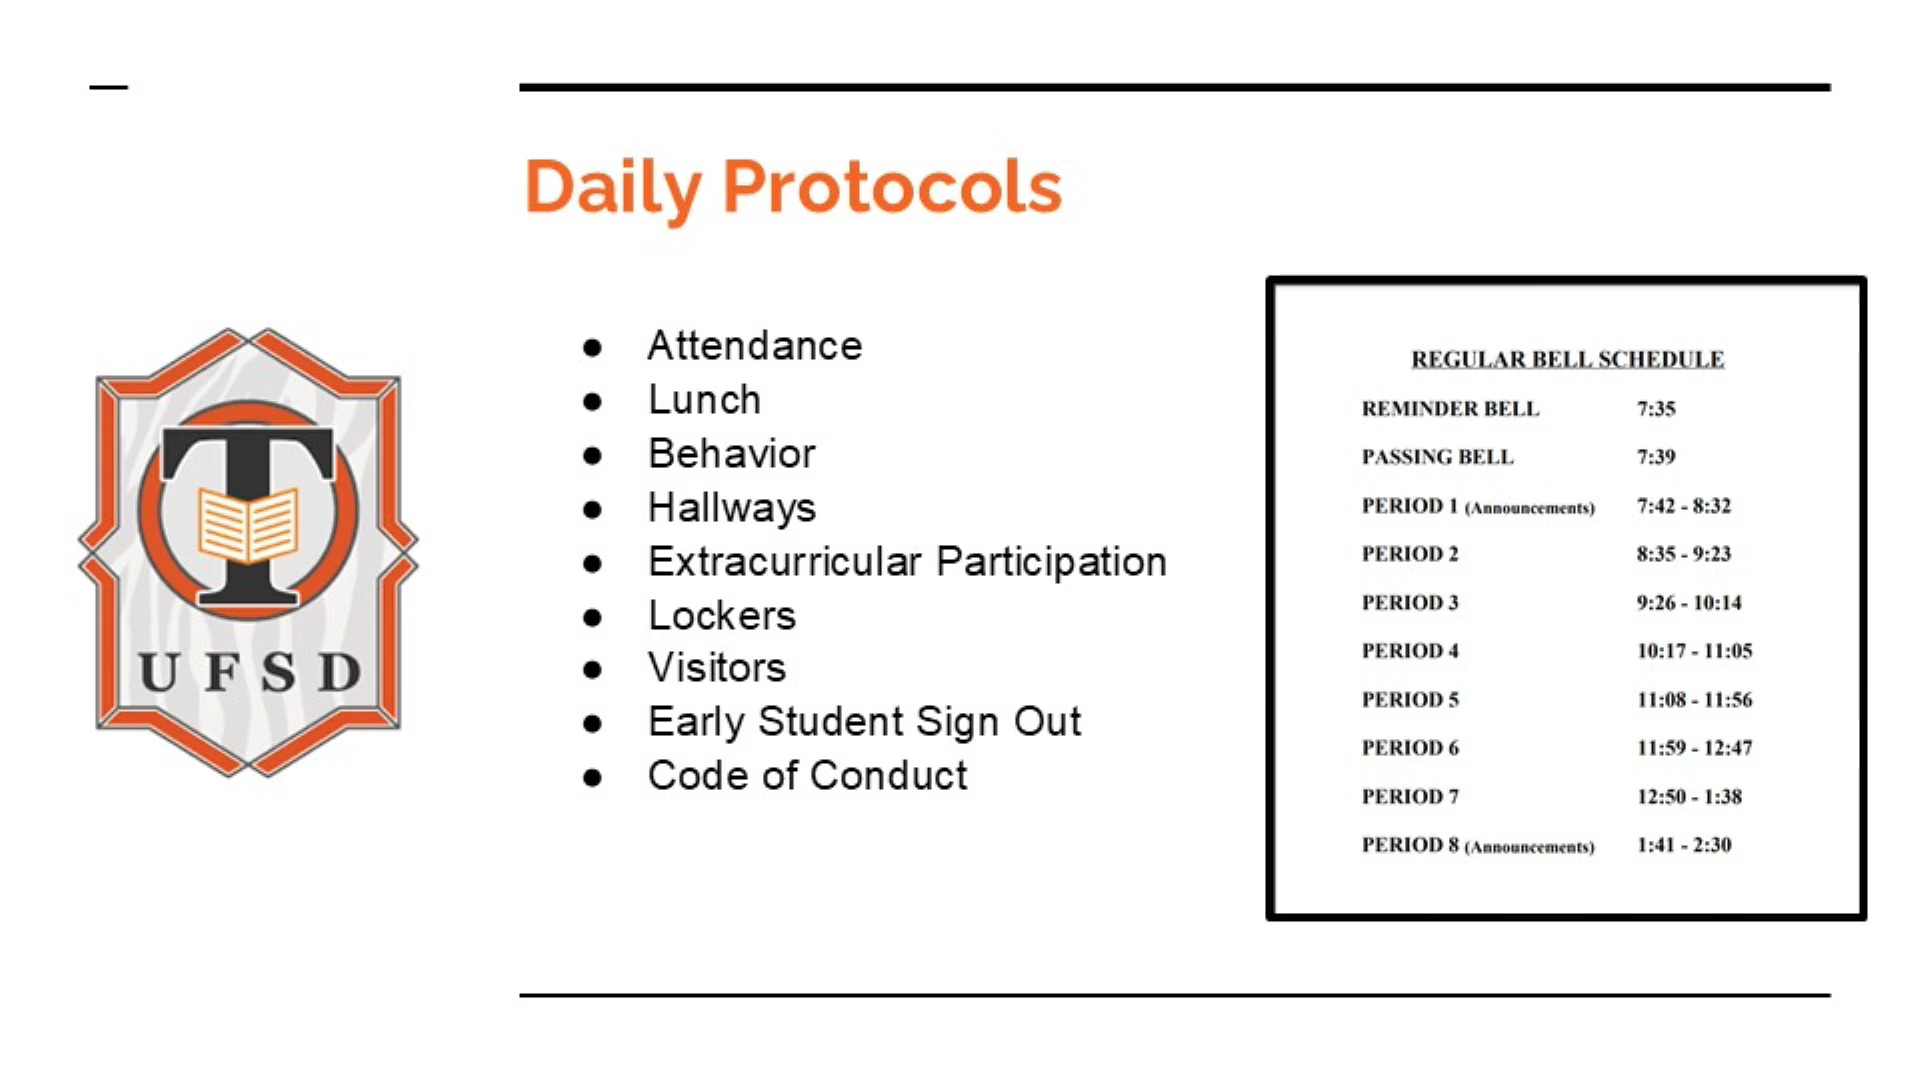 Daily Protocols
T
UFSD
● Attendance
● Lunch
● Behavior
● Hallways
● Extracurricular Participation
● Lockers
● Visitors
● Early Student Sign Out
● Code of Conduct
REGULAR BELL SCHEDULE
REMINDER BELL 7:35
PASSING BELL 7:39
PERIOD 1 (Announcements) 7:42 - 8:32
PERIOD 2 8:35 - 9:23
PERIOD 3 9:26 - 10:14
PERIOD 4 10:17 - 11:05
PERIOD 5 11:08 - 11:56
PERIOD 6 11:59 - 12:47
PERIOD 7 12:50 - 1:38
PERIOD 8 (Announcements) 1:41 - 2:30